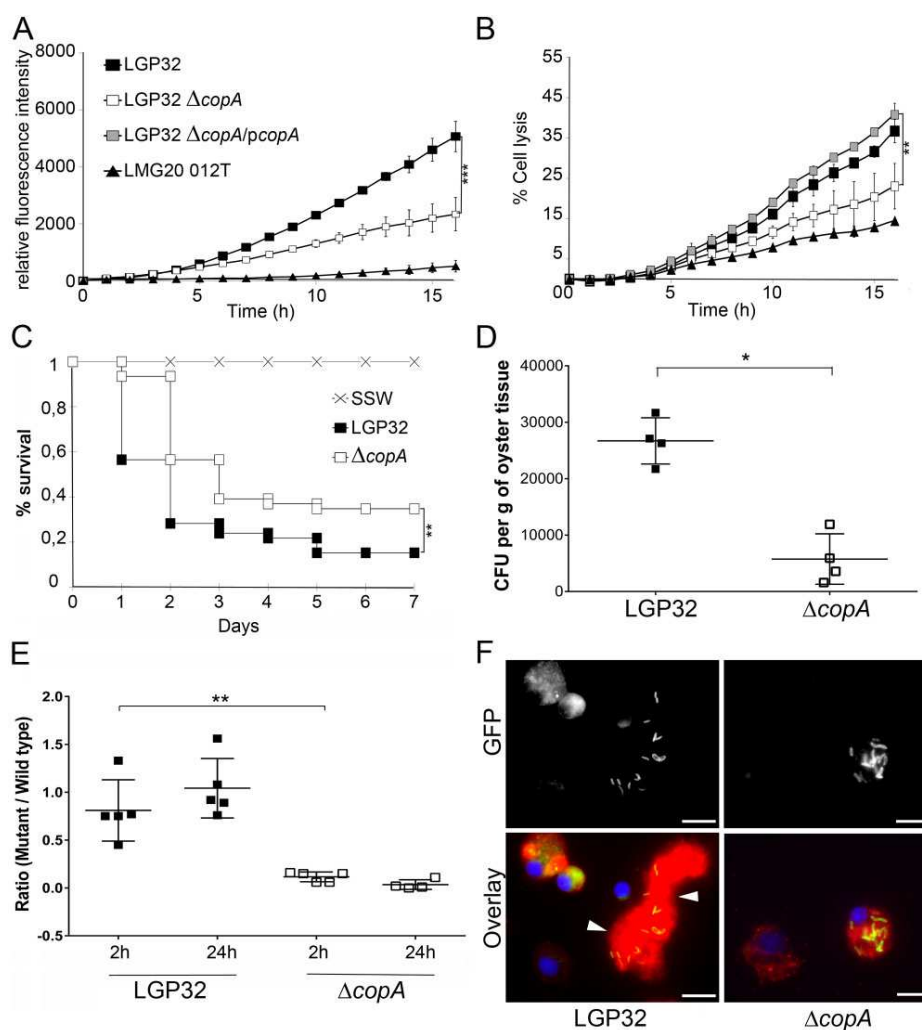 A
relative fluorescence intensity
8000
6000
4000
2000
0
LGP32
LGP32 ΔcopA
LGP32 ΔcopA/pcopA
LMG20 012T
***
0
5
10
15
Time (h)
B
% Cell lysis
55
45
35
25
15
5
0
**
0
5
10
15
Time (h)
C
% survival
1
0,8
0,6
0,4
0,2
0
SSW
LGP32
ΔcopA
**
0 1 2 3 4 5 6 7
Days
D
CFU per g of oyster tissue
40000
30000
20000
10000
0
*
LGP32
ΔcopA
E
Ratio (Mutant / Wild type)
2.0
1.5
1.0
0.5
0.0
-0.5
**
2h 24h 2h 24h
LGP32 ΔcopA
F
GFP
Overlay
LGP32
ΔcopA